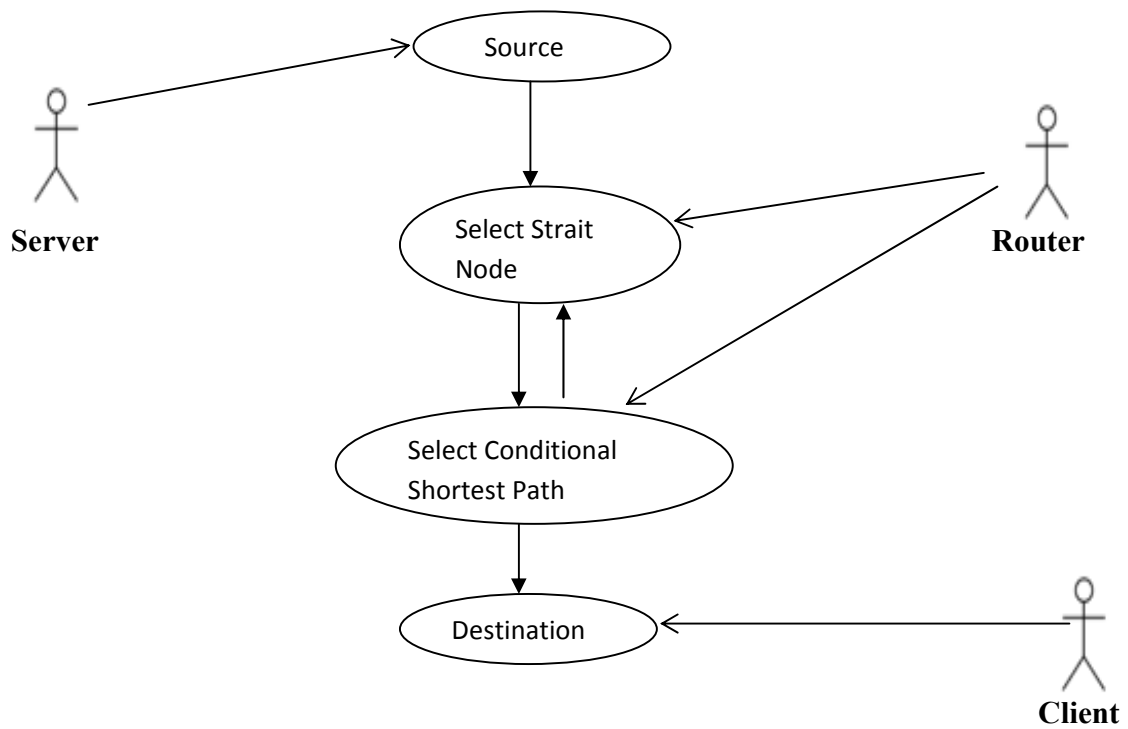 Source
Server
Select Strait
Node
Router
Select Conditional
Shortest Path
Destination
Client